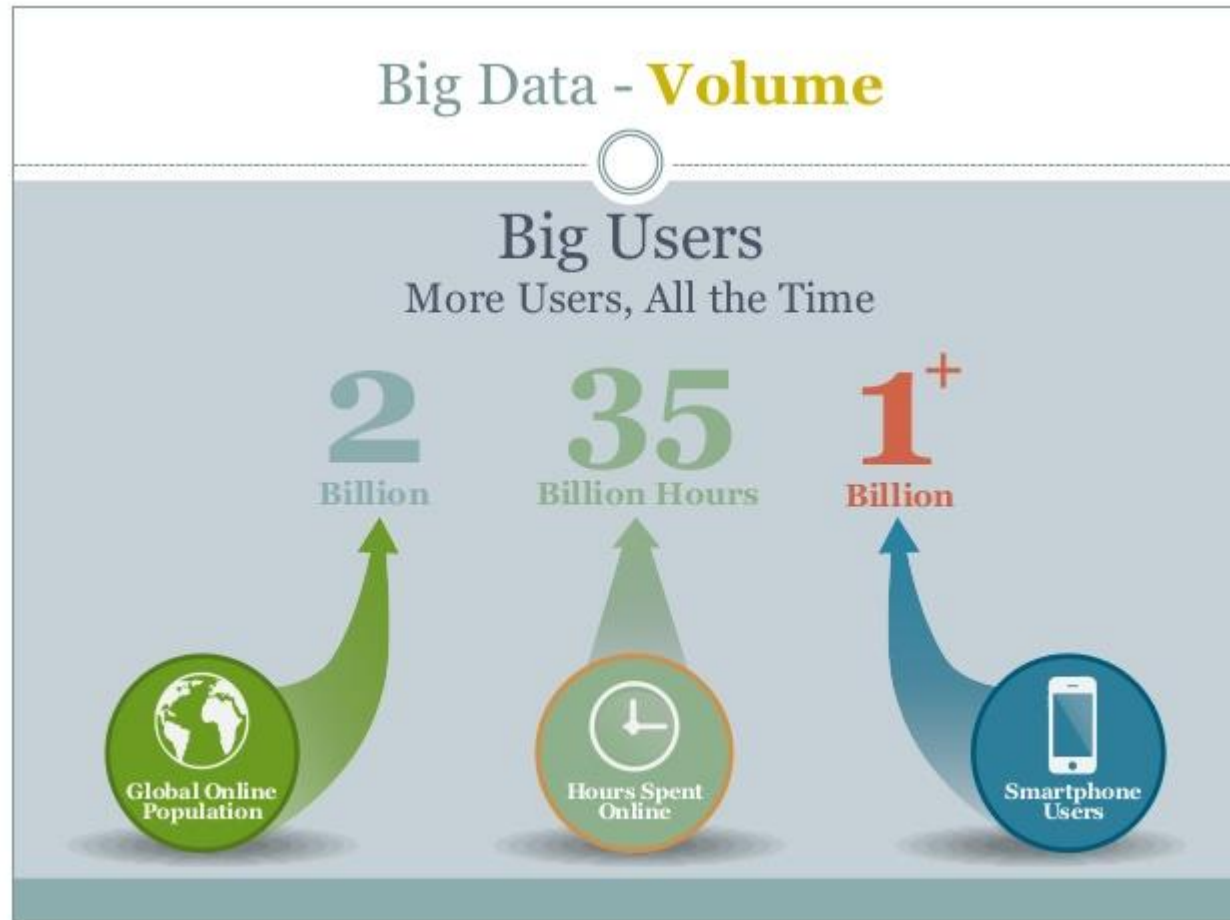 Big Data - Volume
Big Users
More Users, All the Time
2
Billion
35
Billion Hours
1+
Billion
Global Online
Population
Hours Spent
Online
Smartphone
Users